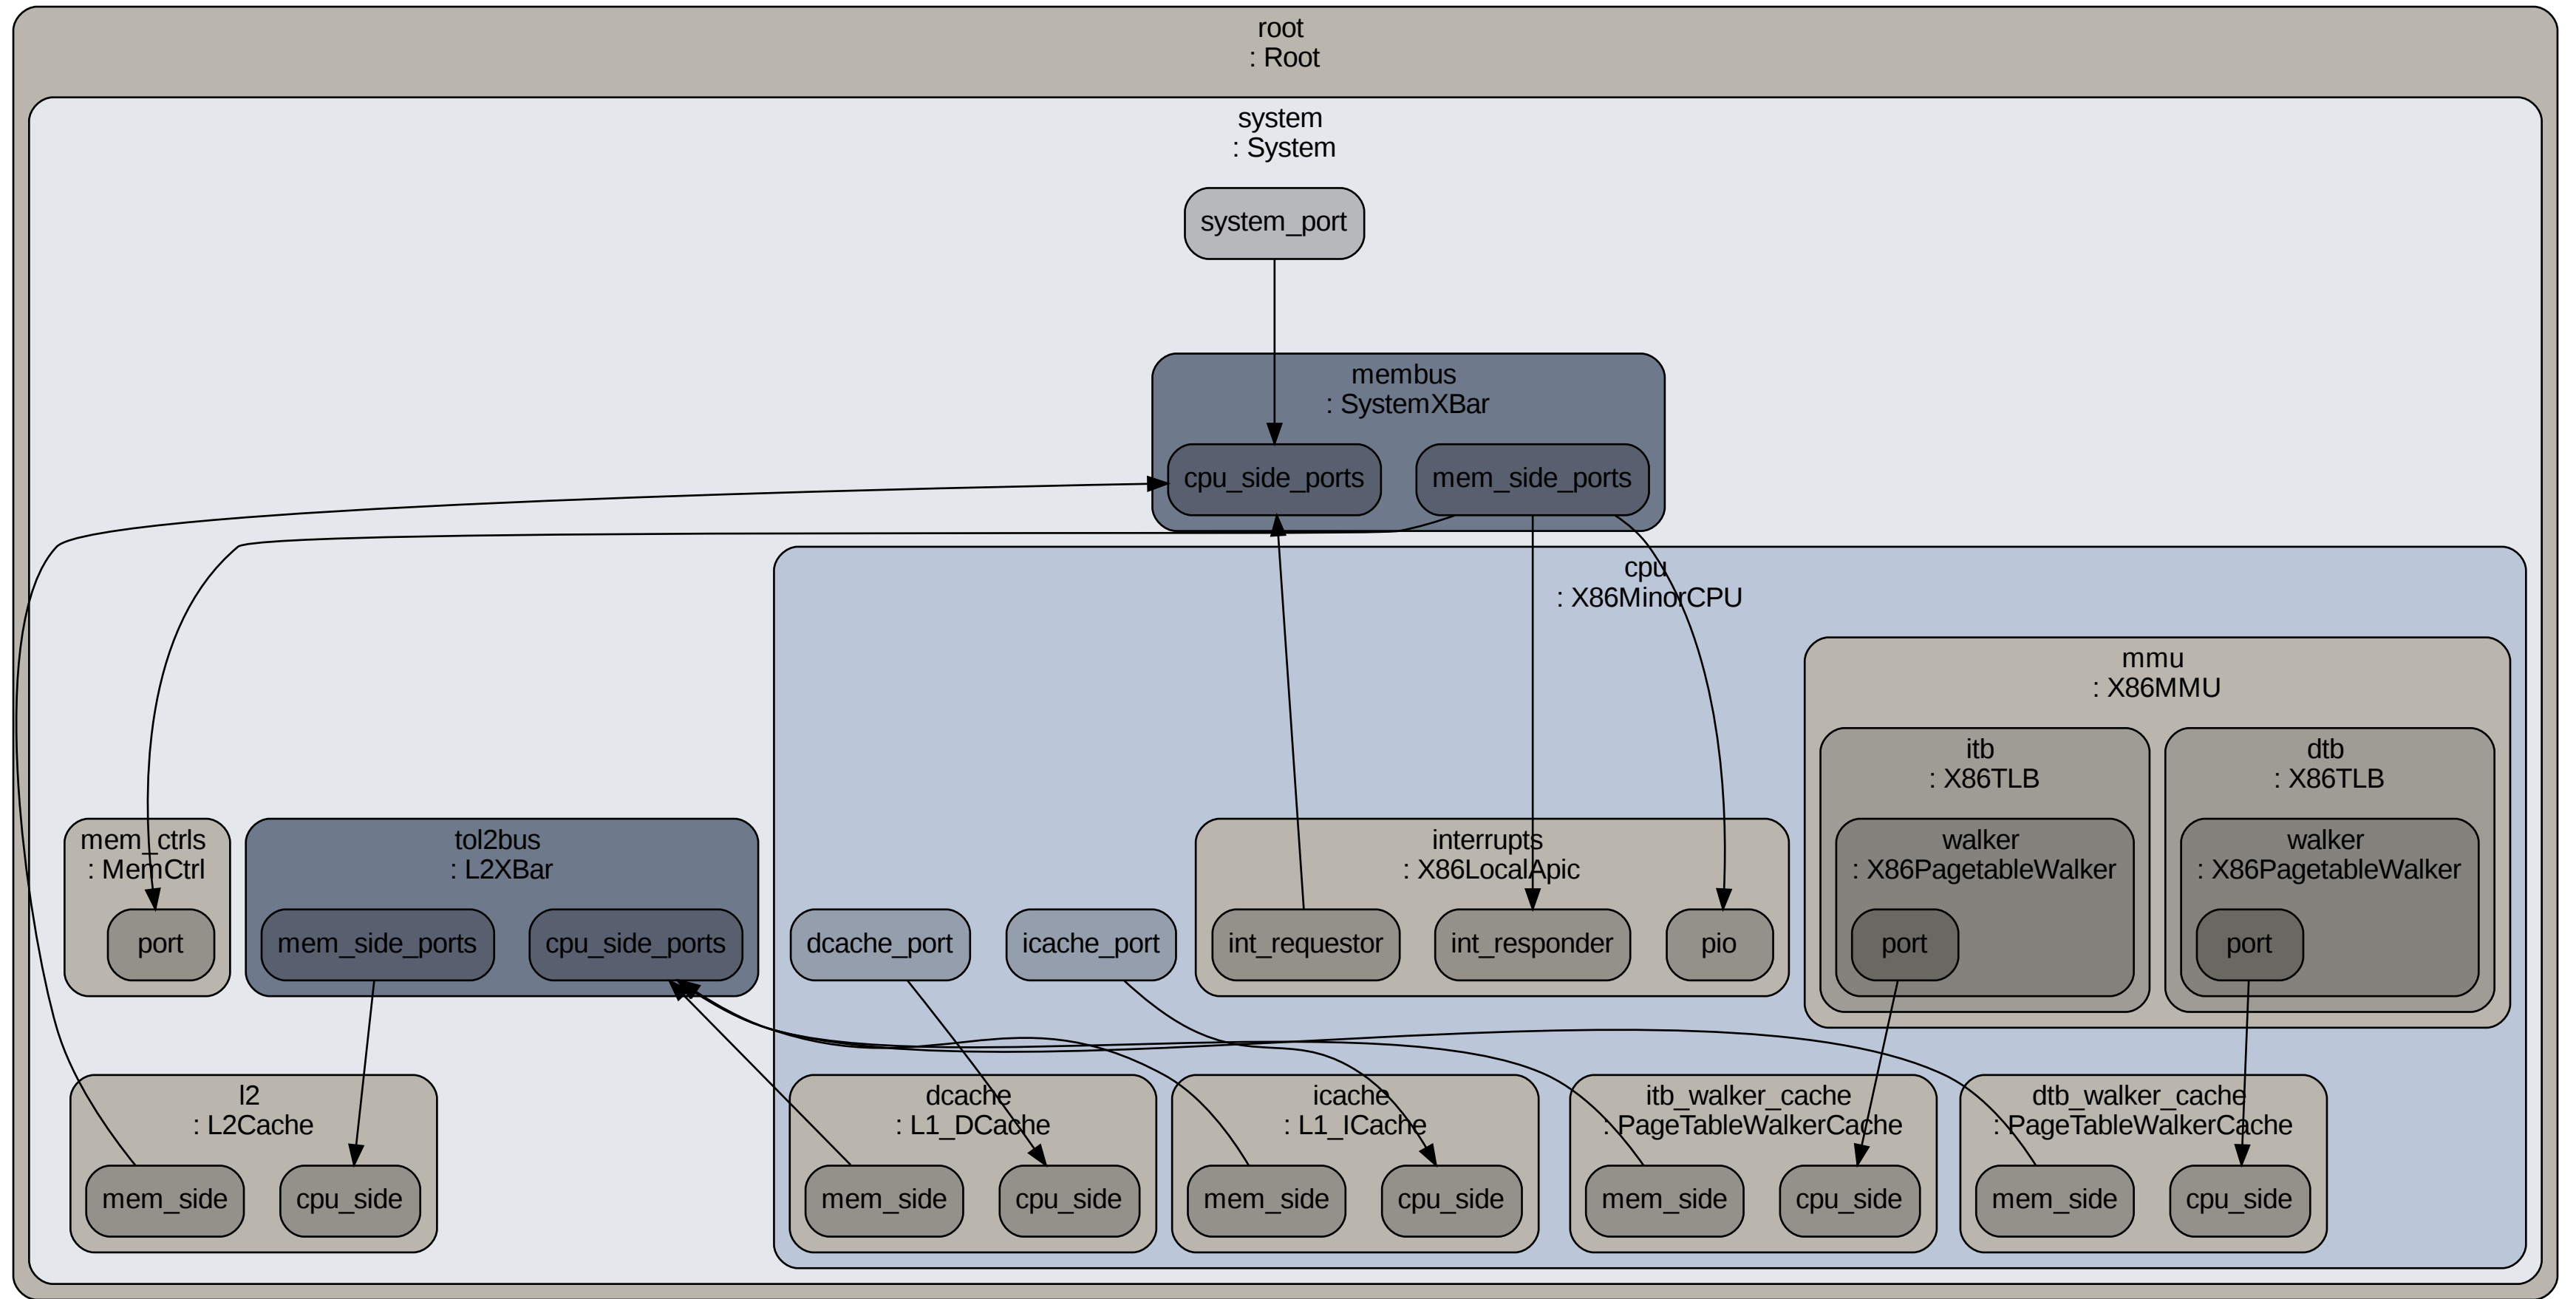 root
: Root
system
: System
system_port
membus
: SystemXBar
cpu_side_ports
mem_side_ports
cpu
: X86MinorCPU
mmu
: X86MMU
itb
: X86TLB
dtb
: X86TLB
walker
: X86PagetableWalker
walker
: X86PagetableWalker
port
port
interrupts
: X86LocalApic
int_requestor
int_responder
pio
mem_ctrls
: MemCtrl
port
tol2bus
: L2XBar
mem_side_ports
cpu_side_ports
dcache_port
icache_port
l2
: L2Cache
mem_side
cpu_side
dcache
: L1_DCache
mem_side
cpu_side
icache
: L1_ICache
mem_side
cpu_side
itb_walker_cache
: PageTableWalkerCache
mem_side
cpu_side
dtb_walker_cache
: PageTableWalkerCache
mem_side
cpu_side